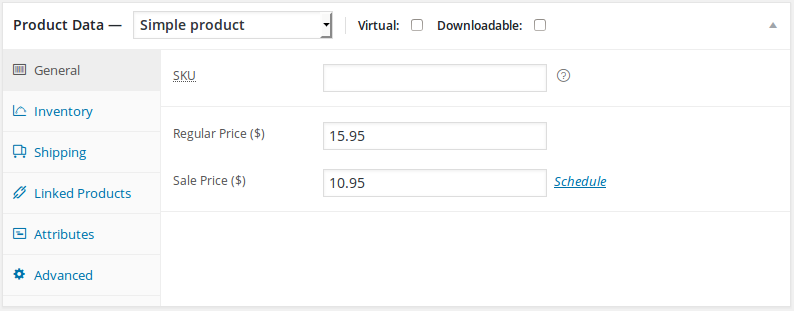 Product Data — Simple product Virtual: Downloadable:
General
SKU
Inventory
Regular Price ($) 15.95
Shipping
Sale Price ($) 10.95 Schedule
Linked Products
Attributes
Advanced